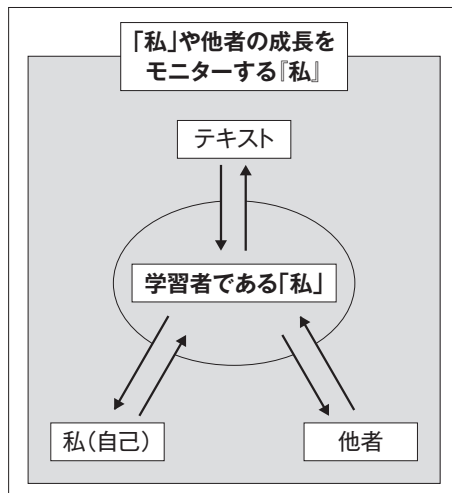 「私」や他者の成長を
モニターする『私』
テキスト
学習者である「私」
私(自己)
他者